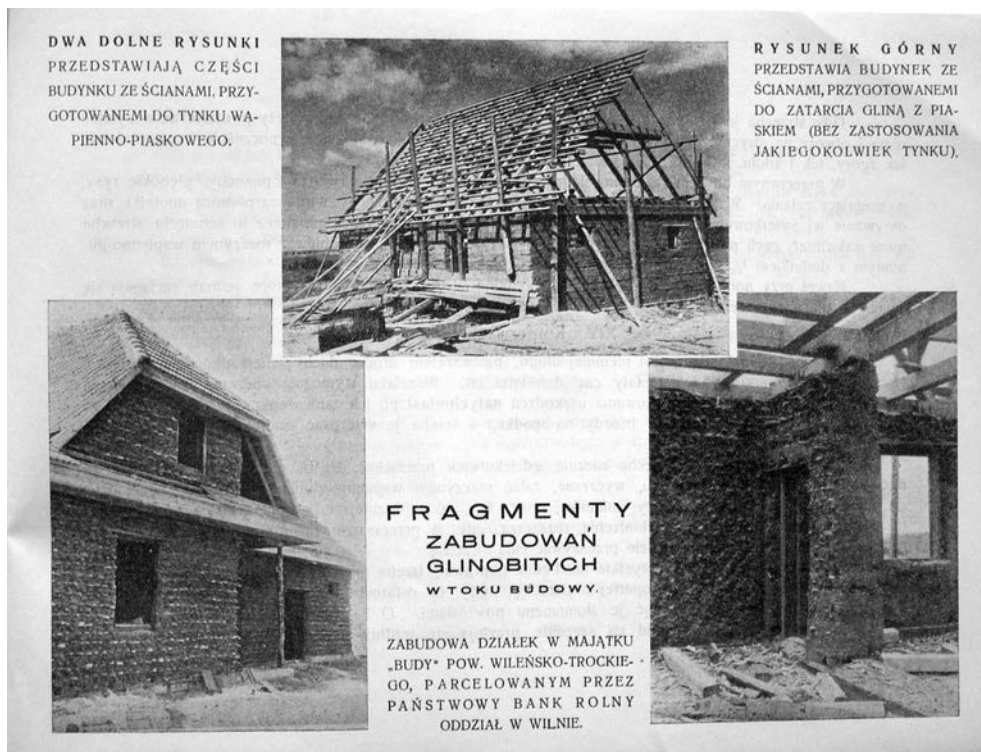 DWA DOLNE RYSUNKI
PRZEDSTAWIAJĄ CZĘŚCI
BUDYNKU ZE ŚCIANAMI, PRZY-
GOTOWANEMI DO TYNKU WA-
PIENNO-PIASKOWEGO.
RYSUNEK GÓRNY
PRZEDSTAWIA BUDYNEK ZE
ŚCIANAMI, PRZYGOTOWANEMI
DO ZATARCIA GLINĄ Z PIA-
SKIEM (BEZ ZASTOSOWANIA
JAKIEGOKOLWIEK TYNKU).
FRAGMENTY
ZABUDOWAŃ
GLINOBITYCH
W TOKU BUDOWY.
ZABUDOWA DZIAŁEK W MAJĄTKU
„BUDY" POW. WILEŃSKO-TROCKIE-
GO, PARCELOWANYM PRZEZ
PAŃSTWOWY BANK ROLNY
ODDZIAŁ W WILNIE.